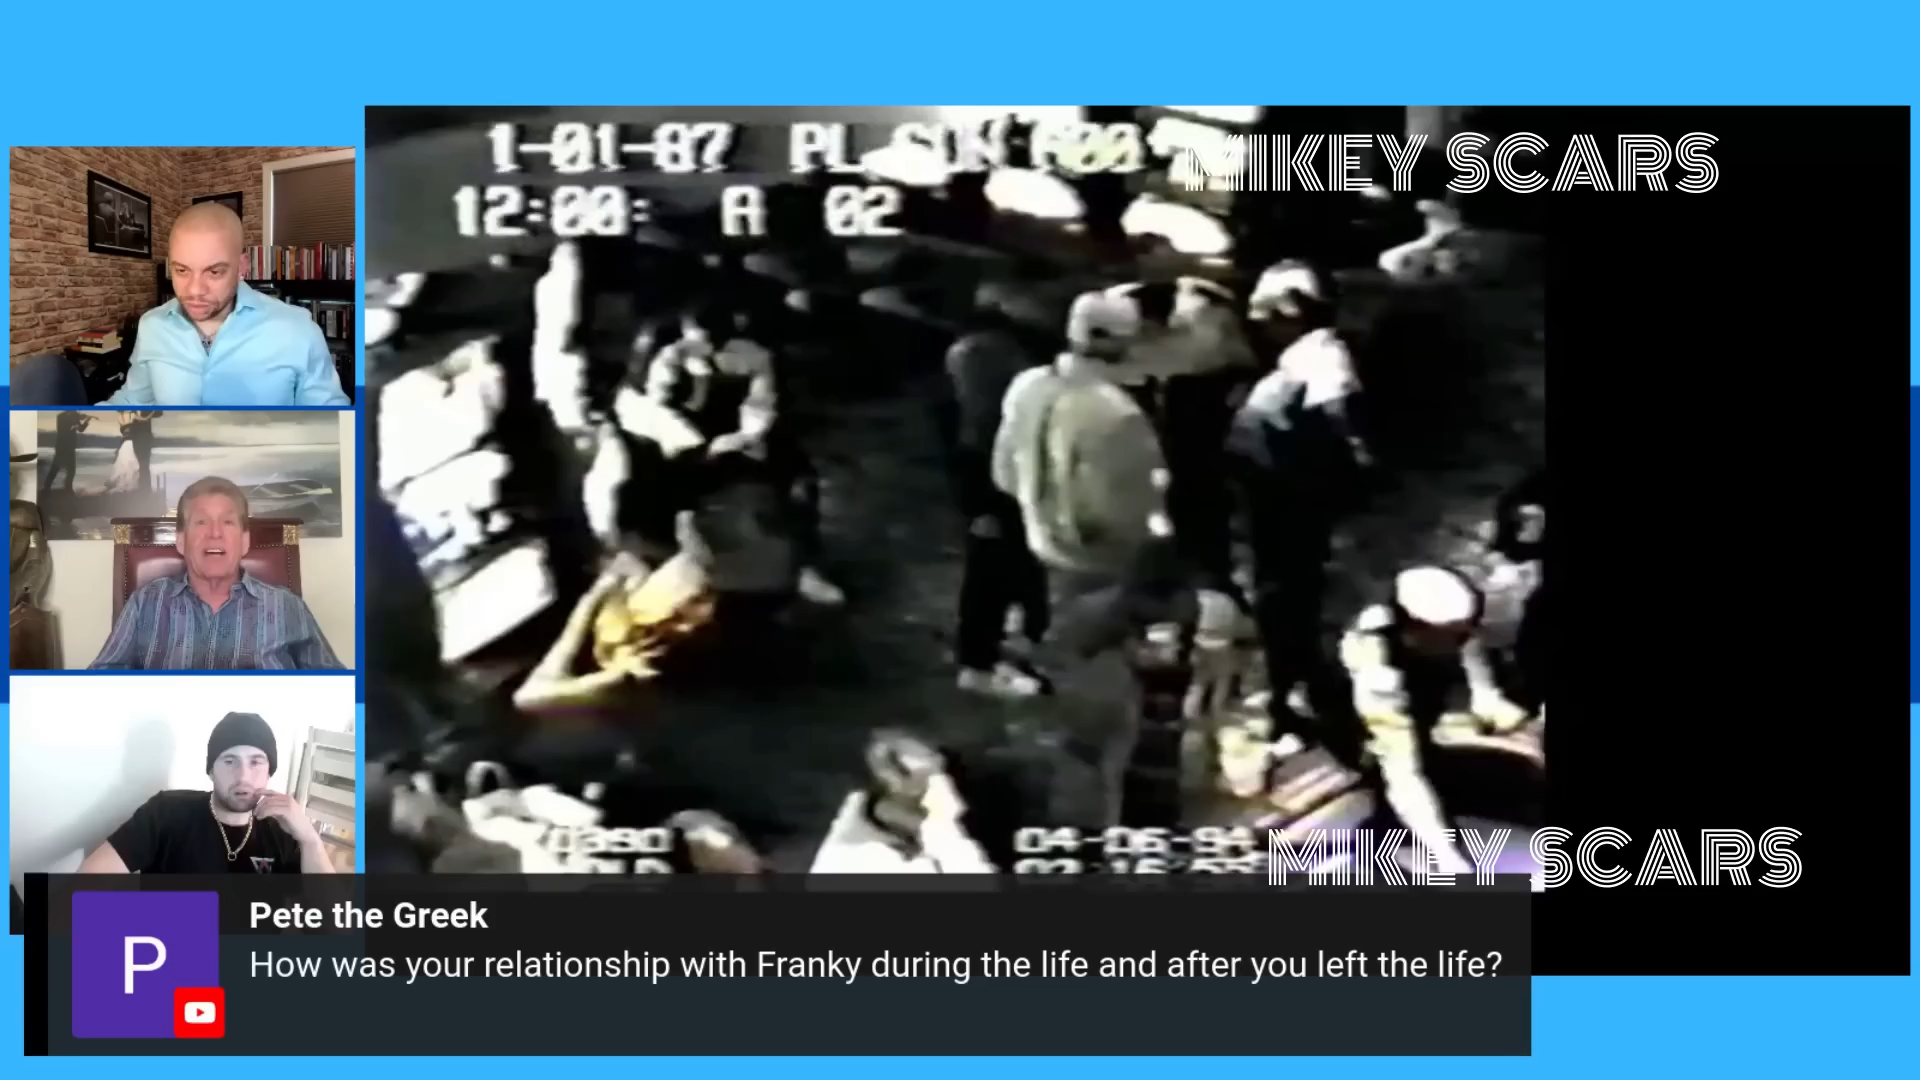 1-01-87 PL
MIKEY SCARS
12:00: A 02
04-06-94
MIKEY SCARS
P
Pete the Greek
How was your relationship with Franky during the life and after you left the life?